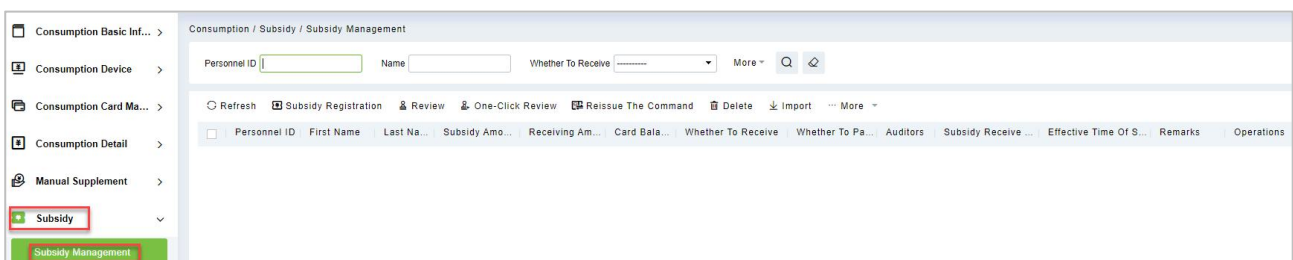 Consumption Basic Inf...
Consumption Device
Consumption Card Ma...
Consumption Detail
Manual Supplement
Subsidy
Subsidy Management
Consumption / Subsidy / Subsidy Management
Personnel ID Name Whether To Receive ---------- More
Refresh Subsidy Registration Review One-Click Review Reissue The Command Delete Import ··· More
Personnel ID First Name Last Na... Subsidy Amo... Receiving Am... Card Bala... Whether To Receive Whether To Pa... Auditors Subsidy Receive ... Effective Time Of S... Remarks Operations